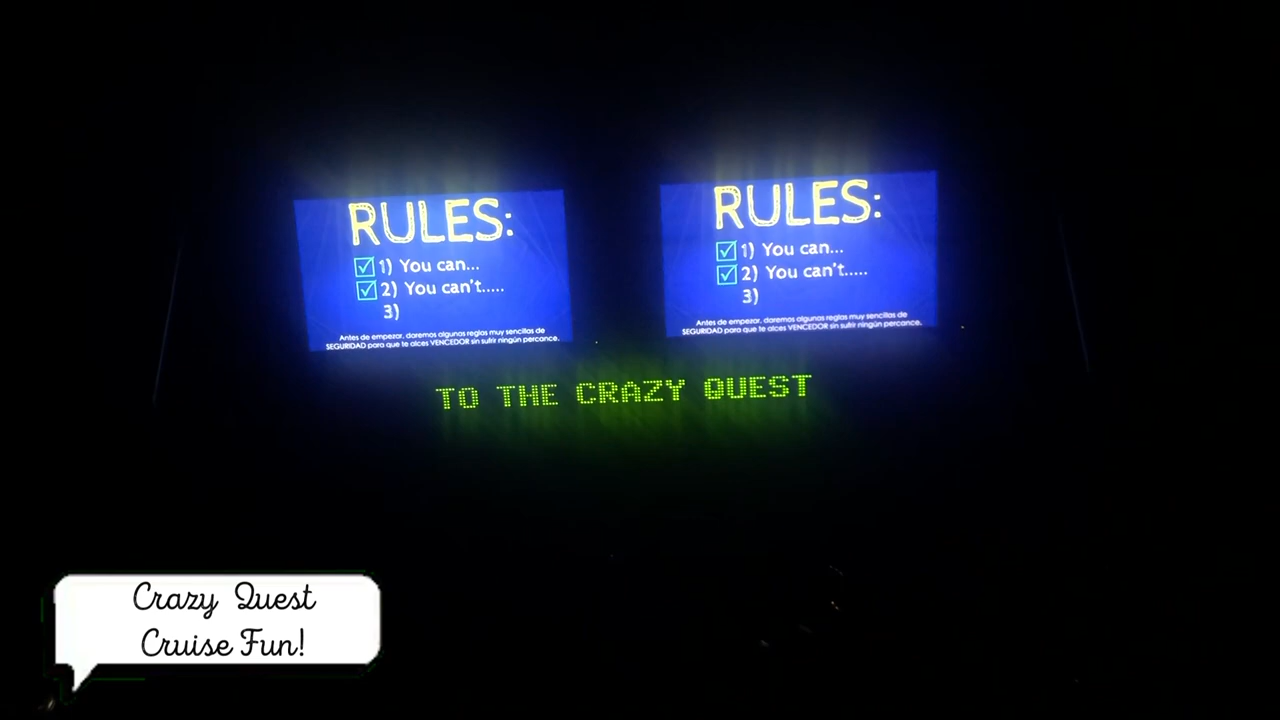 RULES:
1) You can...
2) You can't.....
3)
Antes de empezar, daremos algunas reglas muy sencillas de
SEGURIDAD para que te alces VENCEDOR sin sufrir ningún percance.
RULES:
1) You can...
2) You can't.....
3)
Antes de empezar, daremos algunas reglas muy sencillas de
SEGURIDAD para que te alces VENCEDOR sin sufrir ningún percance.
TO THE CRAZY QUEST
Crazy Quest
Cruise Fun!